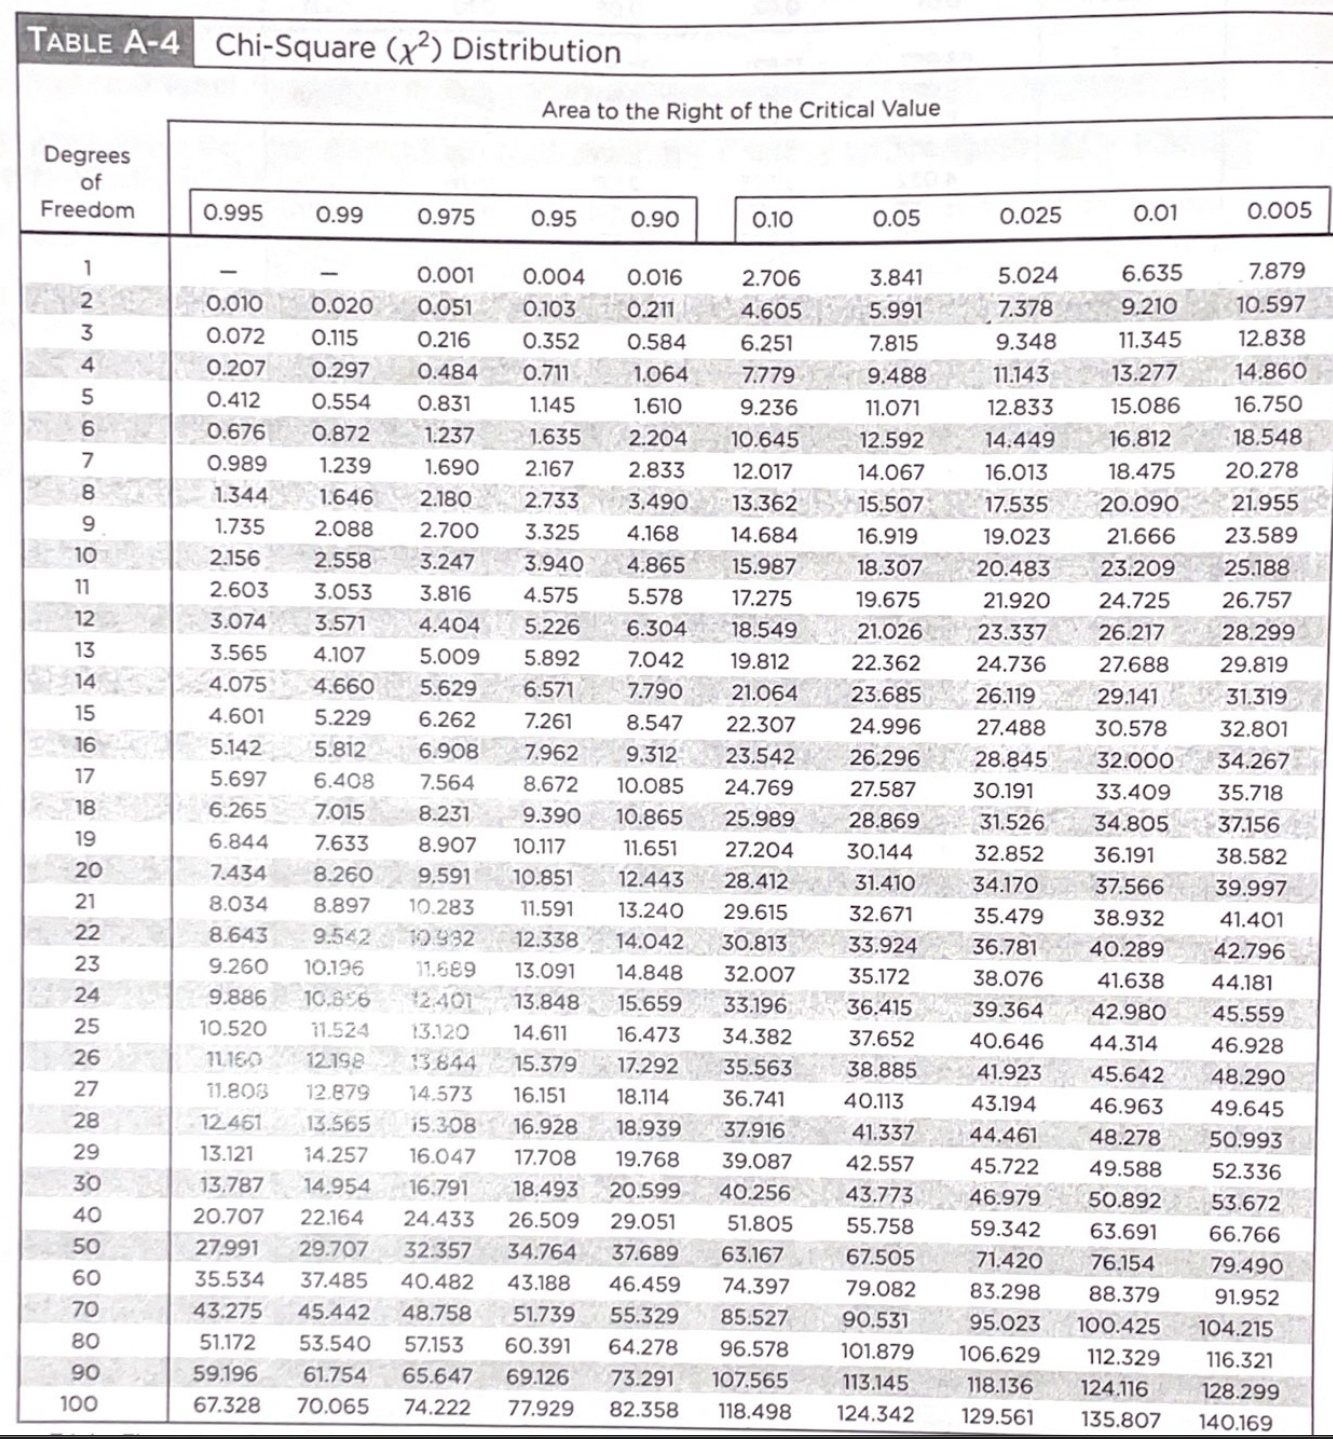 TABLE A-4 Chi-Square (χ²) Distribution
Area to the Right of the Critical Value
Degrees
of
Freedom 0.995 0.99 0.975 0.95 0.90 0.10 0.05 0.025 0.01 0.005
1 — — 0.001 0.004 0.016 2.706 3.841 5.024 6.635 7.879
2 0.010 0.020 0.051 0.103 0.211 4.605 5.991 7.378 9.210 10.597
3 0.072 0.115 0.216 0.352 0.584 6.251 7.815 9.348 11.345 12.838
4 0.207 0.297 0.484 0.711 1.064 7.779 9.488 11.143 13.277 14.860
5 0.412 0.554 0.831 1.145 1.610 9.236 11.071 12.833 15.086 16.750
6 0.676 0.872 1.237 1.635 2.204 10.645 12.592 14.449 16.812 18.548
7 0.989 1.239 1.690 2.167 2.833 12.017 14.067 16.013 18.475 20.278
8 1.344 1.646 2.180 2.733 3.490 13.362 15.507 17.535 20.090 21.955
9 1.735 2.088 2.700 3.325 4.168 14.684 16.919 19.023 21.666 23.589
10 2.156 2.558 3.247 3.940 4.865 15.987 18.307 20.483 23.209 25.188
11 2.603 3.053 3.816 4.575 5.578 17.275 19.675 21.920 24.725 26.757
12 3.074 3.571 4.404 5.226 6.304 18.549 21.026 23.337 26.217 28.299
13 3.565 4.107 5.009 5.892 7.042 19.812 22.362 24.736 27.688 29.819
14 4.075 4.660 5.629 6.571 7.790 21.064 23.685 26.119 29.141 31.319
15 4.601 5.229 6.262 7.261 8.547 22.307 24.996 27.488 30.578 32.801
16 5.142 5.812 6.908 7.962 9.312 23.542 26.296 28.845 32.000 34.267
17 5.697 6.408 7.564 8.672 10.085 24.769 27.587 30.191 33.409 35.718
18 6.265 7.015 8.231 9.390 10.865 25.989 28.869 31.526 34.805 37.156
19 6.844 7.633 8.907 10.117 11.651 27.204 30.144 32.852 36.191 38.582
20 7.434 8.260 9.591 10.851 12.443 28.412 31.410 34.170 37.566 39.997
21 8.034 8.897 10.283 11.591 13.240 29.615 32.671 35.479 38.932 41.401
22 8.643 9.542 10.982 12.338 14.042 30.813 33.924 36.781 40.289 42.796
23 9.260 10.196 11.689 13.091 14.848 32.007 35.172 38.076 41.638 44.181
24 9.886 10.856 12.401 13.848 15.659 33.196 36.415 39.364 42.980 45.559
25 10.520 11.524 13.120 14.611 16.473 34.382 37.652 40.646 44.314 46.928
26 11.160 12.198 13.844 15.379 17.292 35.563 38.885 41.923 45.642 48.290
27 11.808 12.879 14.573 16.151 18.114 36.741 40.113 43.194 46.963 49.645
28 12.461 13.565 15.308 16.928 18.939 37.916 41.337 44.461 48.278 50.993
29 13.121 14.257 16.047 17.708 19.768 39.087 42.557 45.722 49.588 52.336
30 13.787 14.954 16.791 18.493 20.599 40.256 43.773 46.979 50.892 53.672
40 20.707 22.164 24.433 26.509 29.051 51.805 55.758 59.342 63.691 66.766
50 27.991 29.707 32.357 34.764 37.689 63.167 67.505 71.420 76.154 79.490
60 35.534 37.485 40.482 43.188 46.459 74.397 79.082 83.298 88.379 91.952
70 43.275 45.442 48.758 51.739 55.329 85.527 90.531 95.023 100.425 104.215
80 51.172 53.540 57.153 60.391 64.278 96.578 101.879 106.629 112.329 116.321
90 59.196 61.754 65.647 69.126 73.291 107.565 113.145 118.136 124.116 128.299
100 67.328 70.065 74.222 77.929 82.358 118.498 124.342 129.561 135.807 140.169